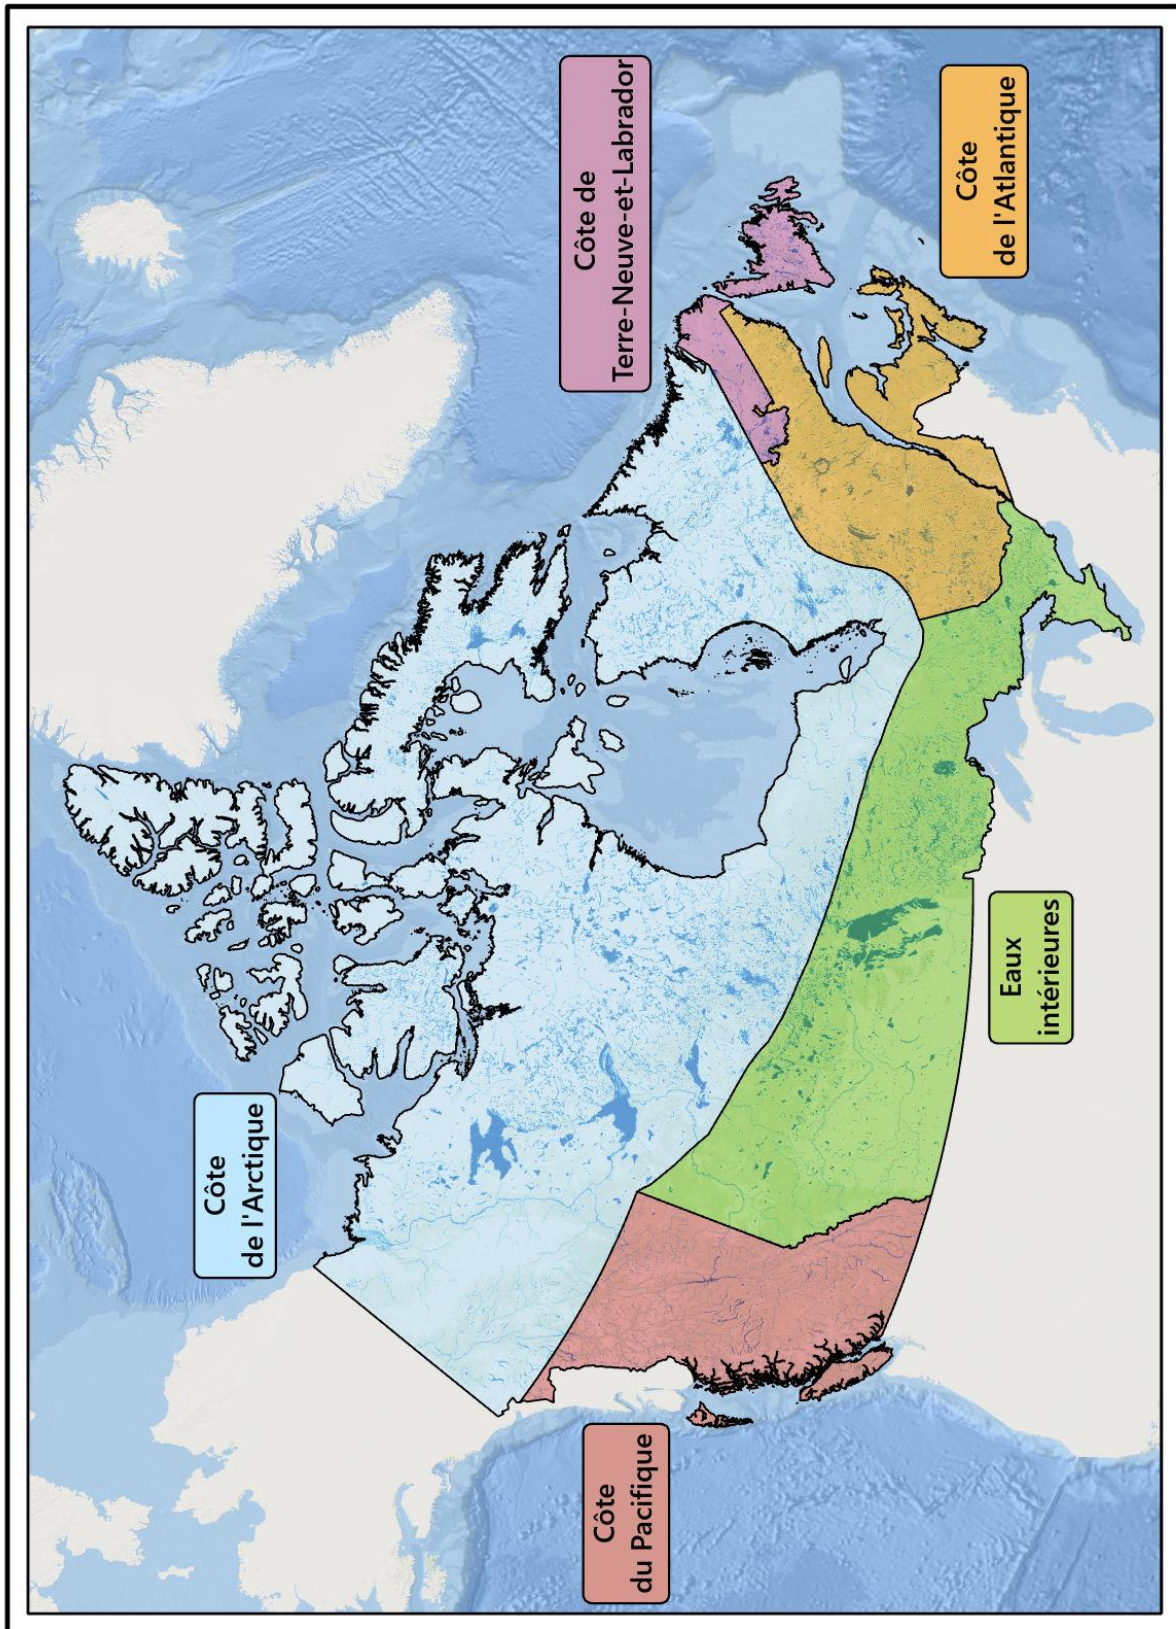 Côte
de l'Arctique
Côte de
Terre-Neuve-et-Labrador
Côte
du Pacifique
Eaux
intérieures
Côte
de l'Atlantique